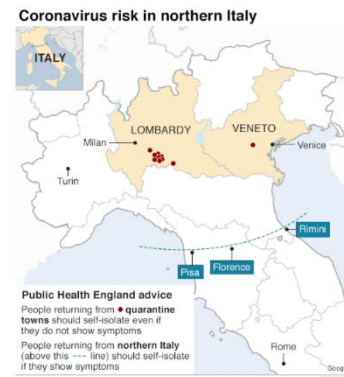 Coronavirus risk in northern Italy
ITALY
LOMBARDY
VENETO
Milan
Venice
Turin
Rimini
Pisa
Florence
Public Health England advice
People returning from quarantine
towns should self-isolate even if
they do not show symptoms
People returning from northern Italy
(above this --- line) should self-isolate
if they show symptoms
Rome
Goog